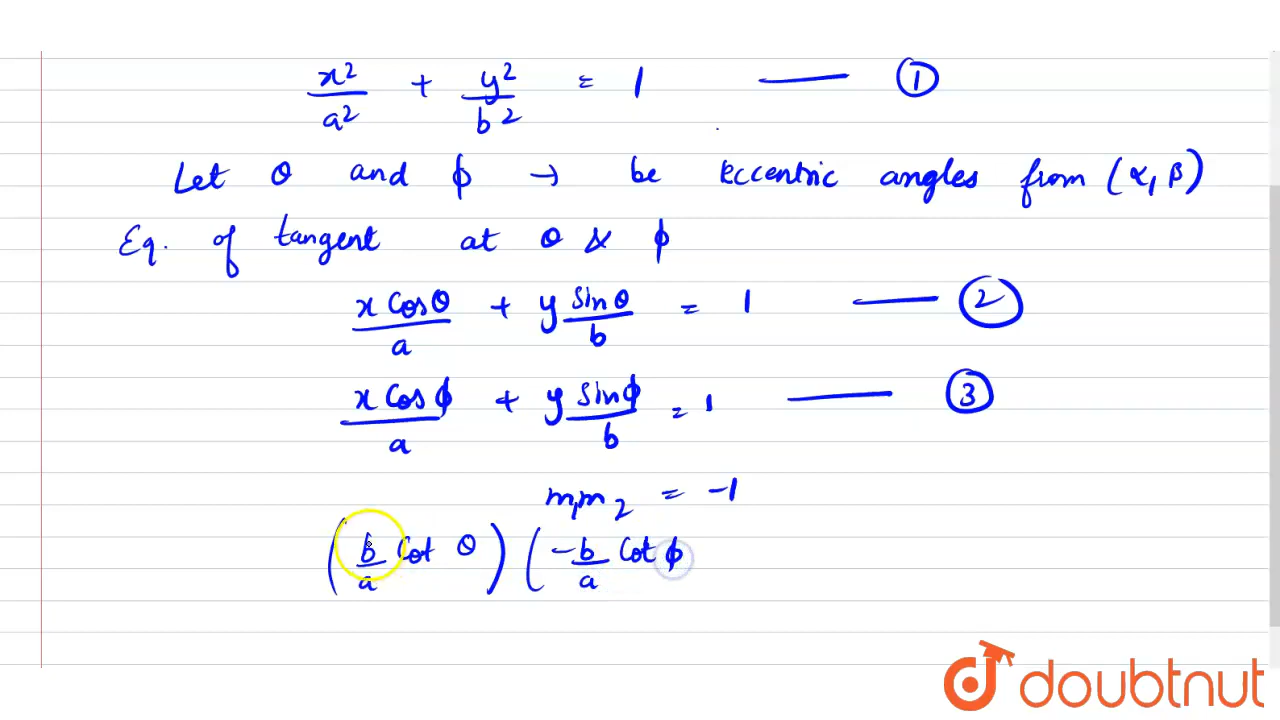 x²/a² + y²/b² = 1 —— ①
Let θ and ϕ → be Eccentric angles from (α, β)
Eq. of tangent at θ & ϕ
x Cosθ/a + y Sinθ/b = 1 —— ②
x Cosϕ/a + y Sinϕ/b = 1 —— ③
m₁m₂ = -1
(b/a Cot θ) (-b/a Cot ϕ
doubtnut